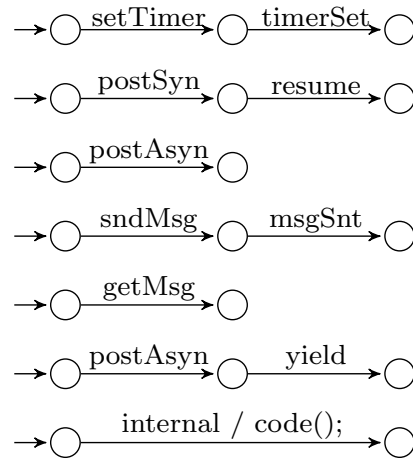 setTimer timerSet
postSyn resume
postAsyn
sndMsg msgSnt
getMsg
postAsyn yield
internal / code();